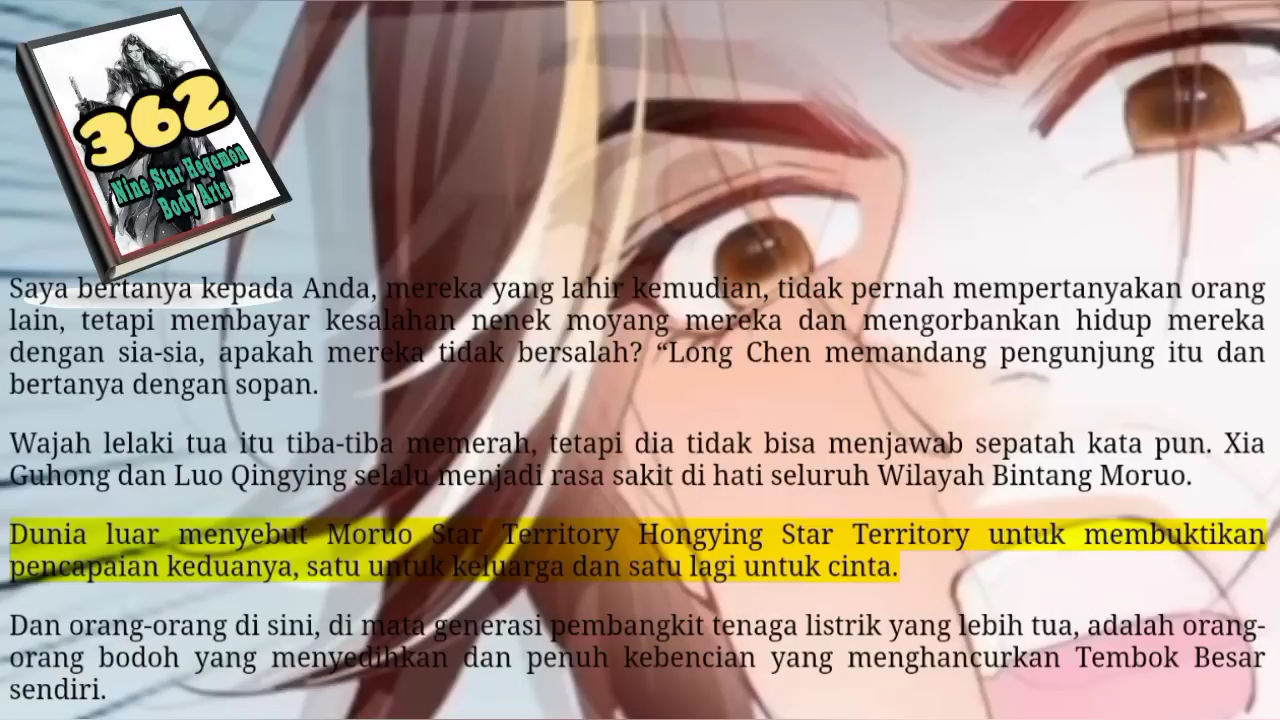 362
Nine Star Hegemon
Body Arts
Saya bertanya kepada Anda, mereka yang lahir kemudian, tidak pernah mempertanyakan orang
lain, tetapi membayar kesalahan nenek moyang mereka dan mengorbankan hidup mereka
dengan sia-sia, apakah mereka tidak bersalah? “Long Chen memandang pengunjung itu dan
bertanya dengan sopan.
Wajah lelaki tua itu tiba-tiba memerah, tetapi dia tidak bisa menjawab sepatah kata pun. Xia
Guhong dan Luo Qingying selalu menjadi rasa sakit di hati seluruh Wilayah Bintang Moruo.
Dunia luar menyebut Moruo Star Territory Hongying Star Territory untuk membuktikan
pencapaian keduanya, satu untuk keluarga dan satu lagi untuk cinta.
Dan orang-orang di sini, di mata generasi pembangkit tenaga listrik yang lebih tua, adalah orang-
orang bodoh yang menyedihkan dan penuh kebencian yang menghancurkan Tembok Besar
sendiri.